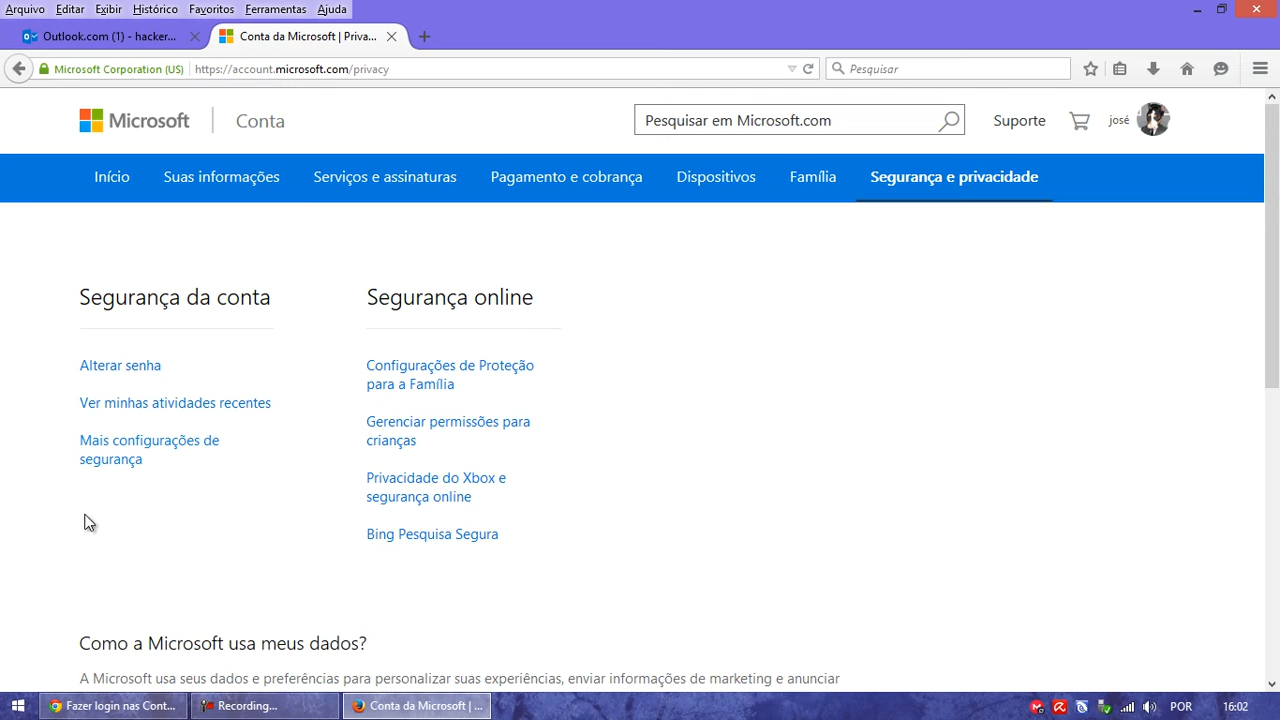 Arquivo Editar Exibir Histórico Favoritos Ferramentas Ajuda
Outlook.com (1) - hacker...
Conta da Microsoft | Priva...
Microsoft Corporation (US)
https://account.microsoft.com/privacy
Pesquisar
Microsoft
Conta
Pesquisar em Microsoft.com
Suporte
josé
Início
Suas informações
Serviços e assinaturas
Pagamento e cobrança
Dispositivos
Família
Segurança e privacidade
Segurança da conta
Alterar senha
Ver minhas atividades recentes
Mais configurações de
segurança
Segurança online
Configurações de Proteção
para a Família
Gerenciar permissões para
crianças
Privacidade do Xbox e
segurança online
Bing Pesquisa Segura
Como a Microsoft usa meus dados?
A Microsoft usa seus dados e preferências para personalizar suas experiências, enviar informações de marketing e anunciar
Fazer login nas Cont...
Recording...
Conta da Microsoft | ...
POR
16:02